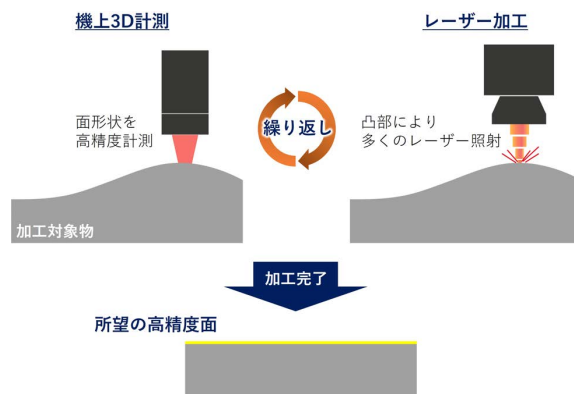 機上3D計測
レーザー加工
面形状を
高精度計測
繰り返し
凸部により
多くのレーザー照射
加工対象物
加工完了
所望の高精度面